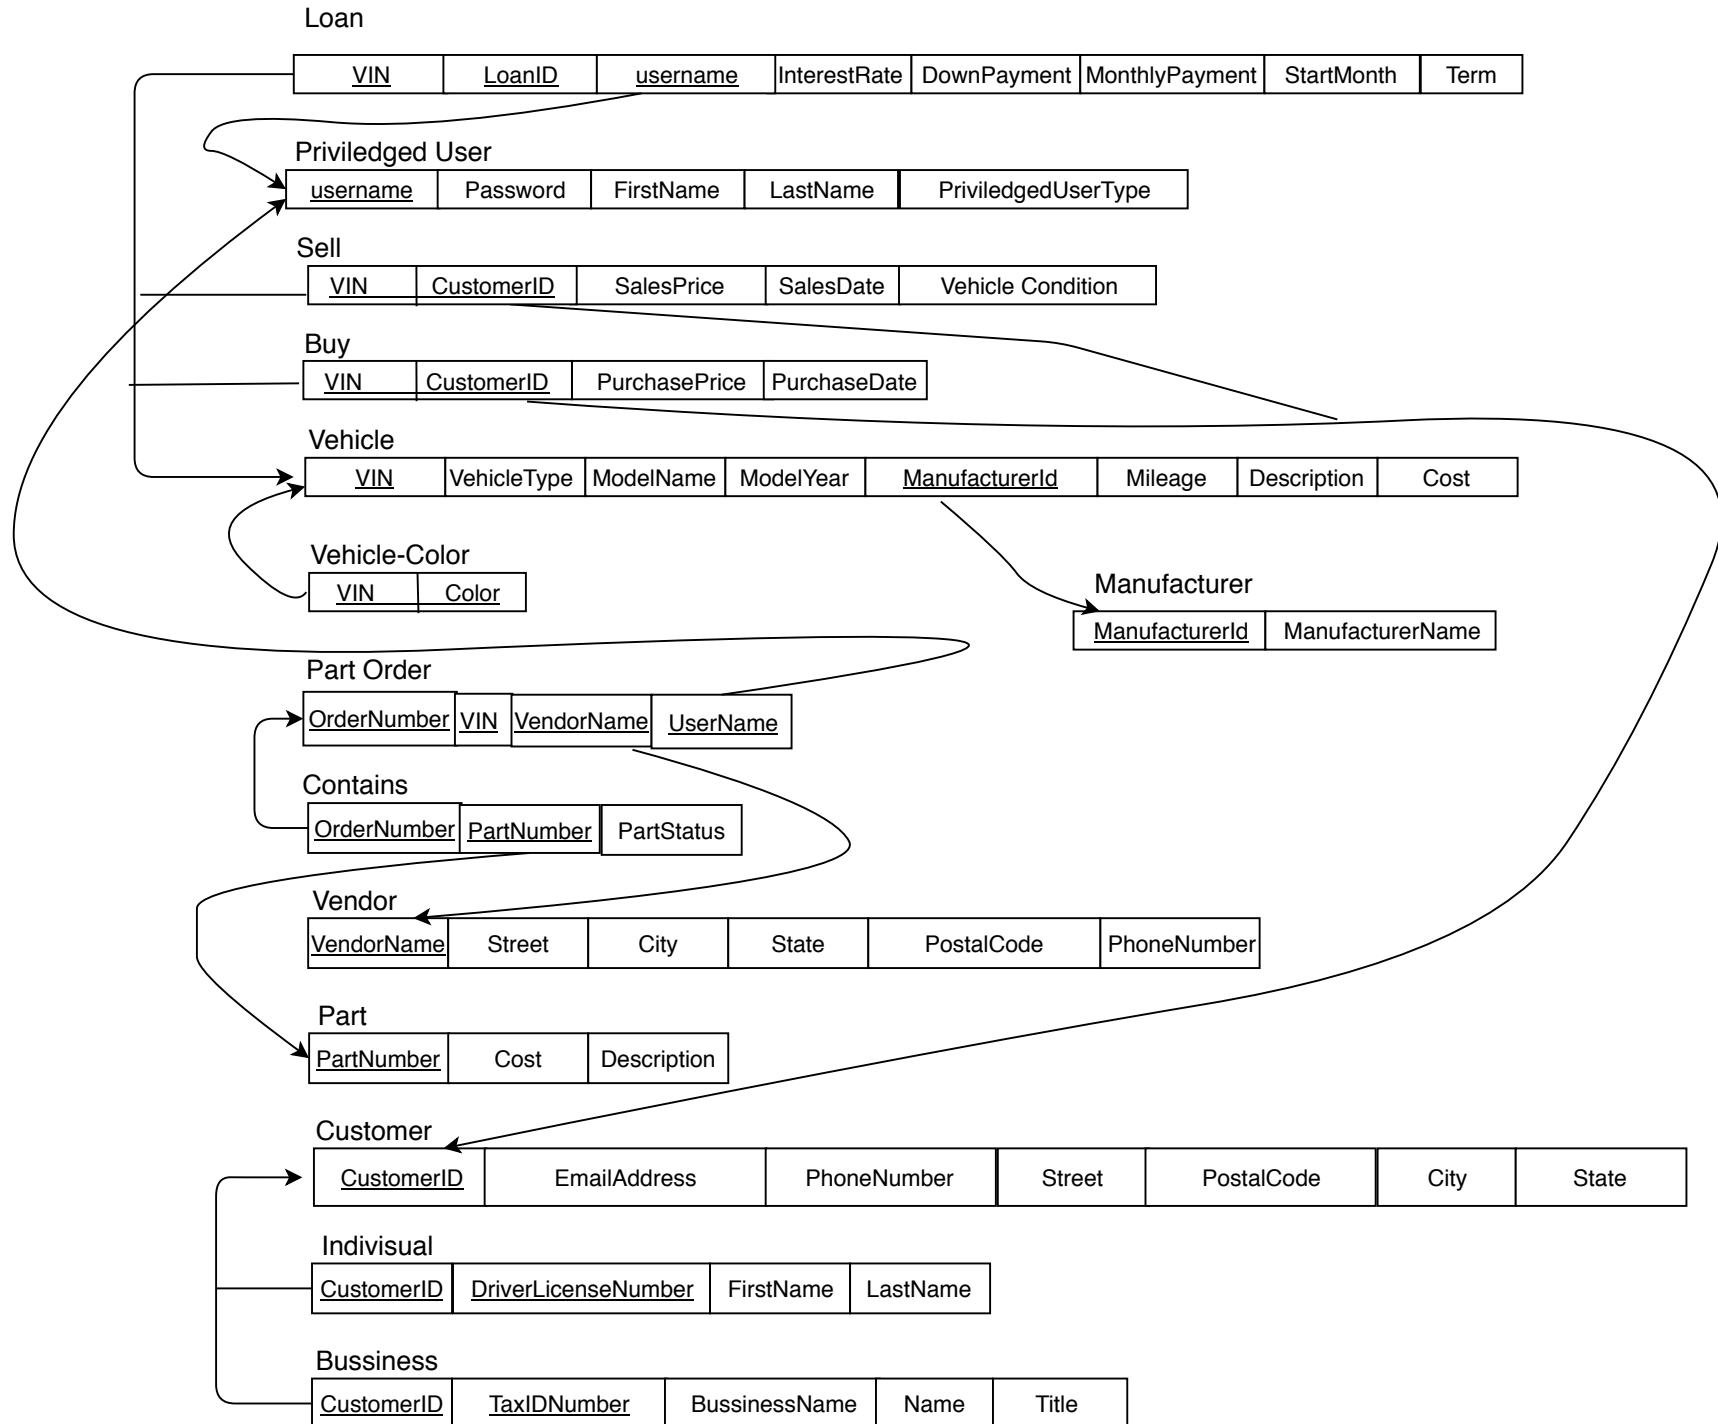 Loan
VIN LoanID username InterestRate DownPayment MonthlyPayment StartMonth Term
Priviledged User
username Password FirstName LastName PriviledgedUserType
Sell
VIN CustomerID SalesPrice SalesDate Vehicle Condition
Buy
VIN CustomerID PurchasePrice PurchaseDate
Vehicle
VIN VehicleType ModelName ModelYear ManufacturerId Mileage Description Cost
Vehicle-Color
VIN Color
Manufacturer
ManufacturerId ManufacturerName
Part Order
OrderNumber VIN VendorName UserName
Contains
OrderNumber PartNumber PartStatus
Vendor
VendorName Street City State PostalCode PhoneNumber
Part
PartNumber Cost Description
Customer
CustomerID EmailAddress PhoneNumber Street PostalCode City State
Indivisual
CustomerID DriverLicenseNumber FirstName LastName
Bussiness
CustomerID TaxIDNumber BussinessName Name Title